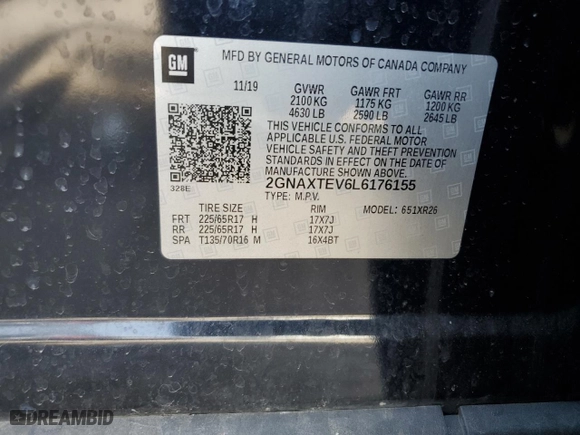 GM
MFD BY GENERAL MOTORS OF CANADA COMPANY
11/19 GVWR GAWR FRT GAWR RR
2100 KG 1175 KG 1200 KG
4630 LB 2590 LB 2645 LB
THIS VEHICLE CONFORMS TO ALL
APPLICABLE U.S. FEDERAL MOTOR
VEHICLE SAFETY AND THEFT PREVENTION
STANDARDS IN EFFECT ON THE DATE OF
MANUFACTURE SHOWN ABOVE.
328E 2GNAXTEV6L6176155
TYPE: M.P.V. MODEL: 651XR26
TIRE SIZE RIM
FRT 225/65R17 H 17X7J
RR 225/65R17 H 17X7J
SPA T135/70R16 M 16X4BT
DREAMBID